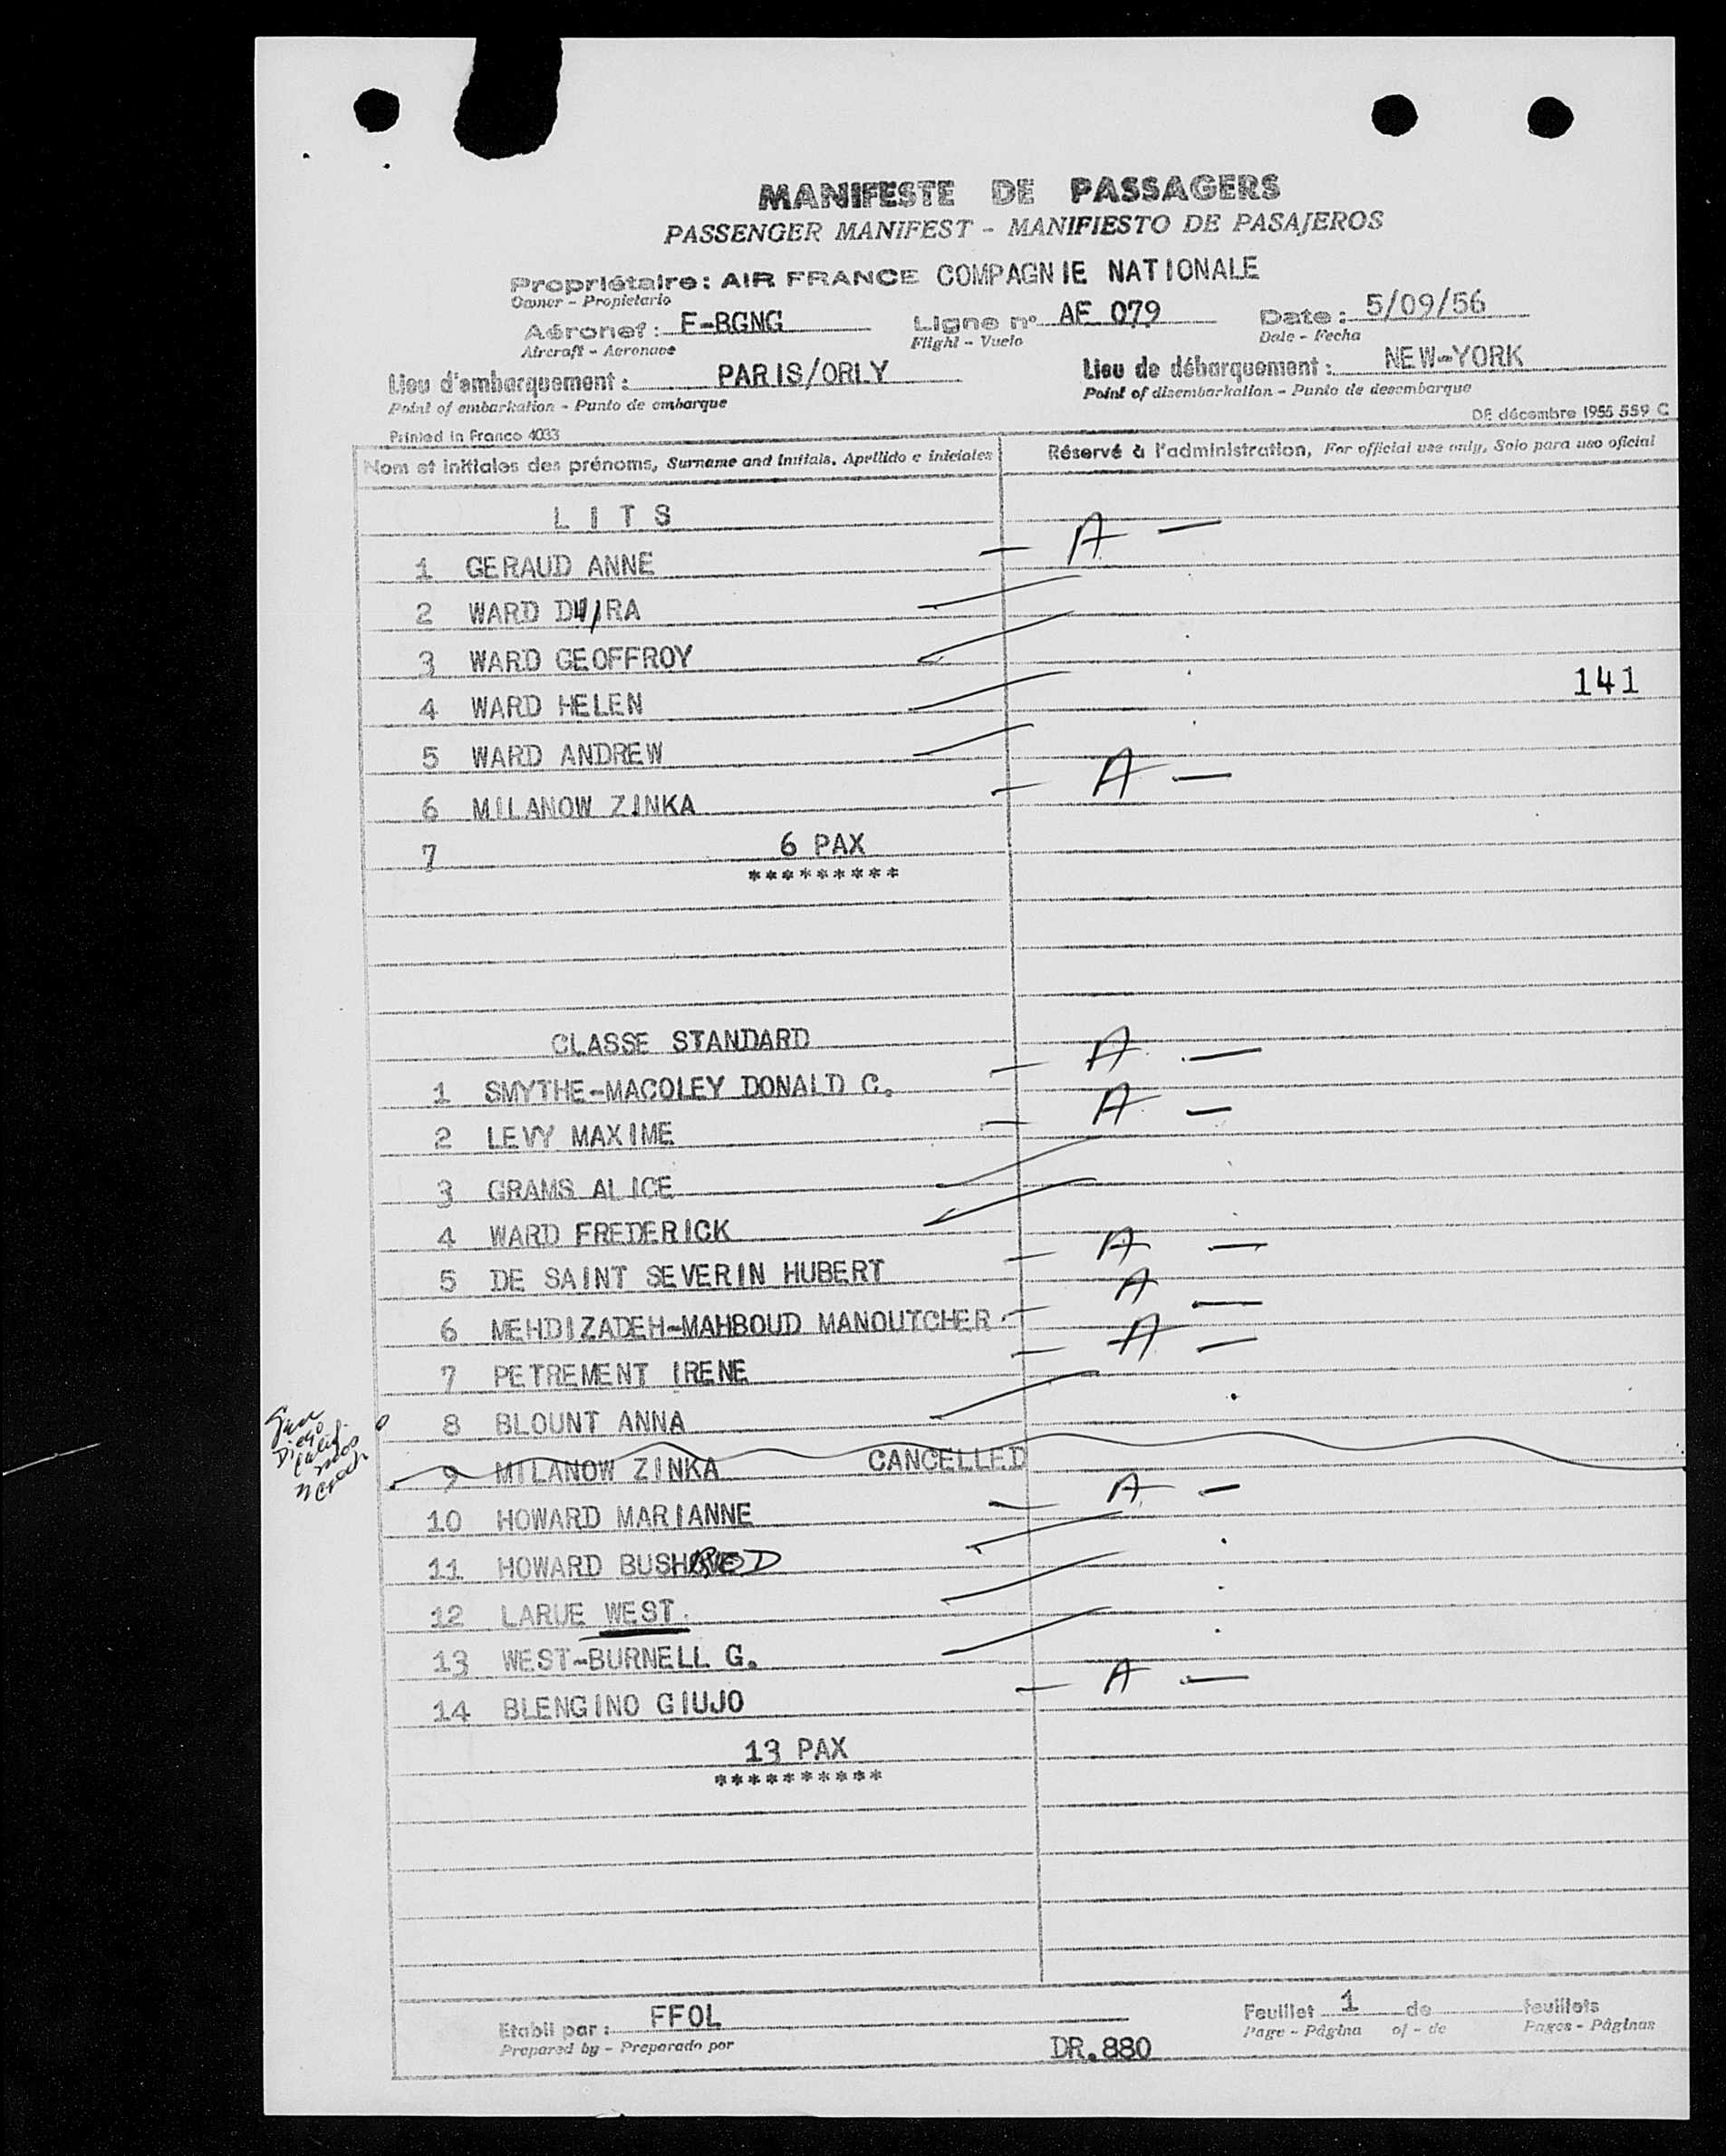 MANIFESTE DE PASSAGERS
PASSENGER MANIFEST - MANIFIESTO DE PASAJEROS
Propriétaire: AIR FRANCE COMPAGNIE NATIONALE
Owner - Propietario
Aéronef: F-BGNG Ligne n° AF 079 Date: 5/09/56
Aircraft - Aeronave Flight - Vuelo Date - Fecha
Lieu d'embarquement: PARIS/ORLY Lieu de débarquement: NEW-YORK
Point of embarkation - Punto de embarque Point of disembarkation - Punto de desembarque
Printed in France 4033 DE décembre 1955 559 C
Nom et initiales des prénoms, Surname and initials, Apellido e iniciales Réservé à l'administration, For official use only, Solo para uso oficial
LITS
1 GERAUD ANNE - A -
2 WARD DWIRA
3 WARD GEOFFROY
4 WARD HELEN 141
5 WARD ANDREW
6 MILANOW ZINKA - A -
7 6 PAX
*********
CLASSE STANDARD
1 SMYTHE-MACOLEY DONALD C. - A -
2 LEVY MAXIME - A -
3 GRAMS ALICE
4 WARD FREDERICK
5 DE SAINT SEVERIN HUBERT - A -
6 MEHDIZADEH-MAHBOUD MANOUTCHER - A -
7 PETREMENT IRENE - A -
8 BLOUNT ANNA
San
Diego
Calif
9 MILANOW ZINKA CANCELLED
10 HOWARD MARIANNE - A -
11 HOWARD BUSHROD
12 LARUE WEST.
13 WEST-BURNELL G.
14 BLENGINO GIUJO - A -
13 PAX
**********
Etabli par: FFOL Feuillet 1 de feuillets
Prepared by - Preparado por Page - Página of - de Pages - Páginas
DR.880